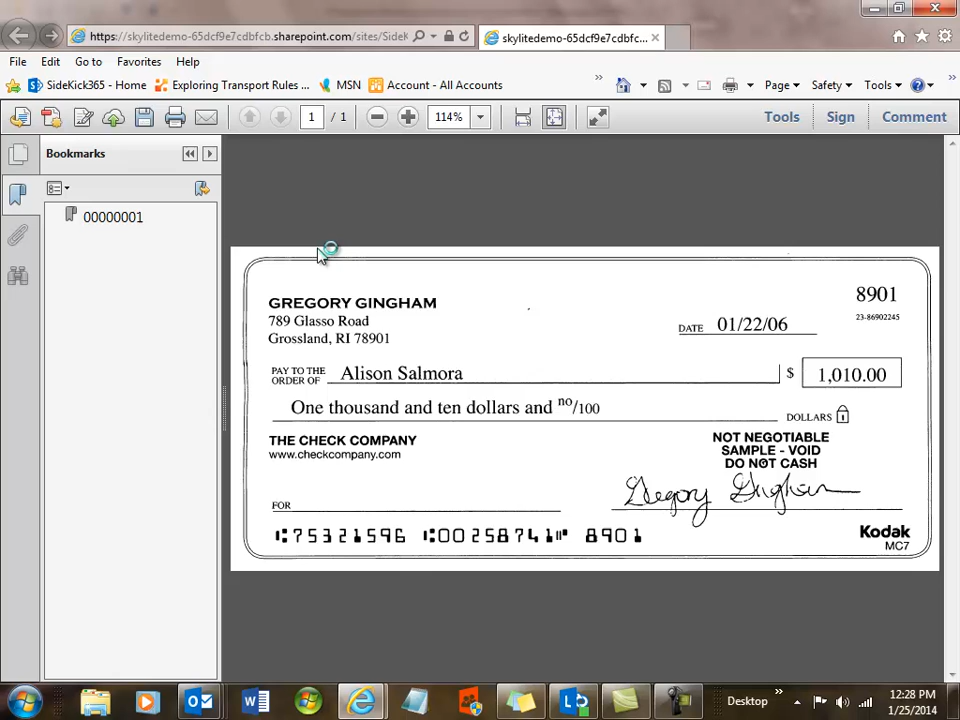 https://skylitedemo-65dcf9e7cdbfcb.sharepoint.com/sites/SideK
skylitedemo-65dcf9e7cdbfc...
File Edit Go to Favorites Help
SideKick365 - Home Exploring Transport Rules ... MSN Account - All Accounts Page Safety Tools
1 / 1 114% Tools Sign Comment
Bookmarks
00000001
GREGORY GINGHAM
789 Glasso Road
Grossland, RI 78901
8901
23-86902245
DATE 01/22/06
PAY TO THE
ORDER OF Alison Salmora $ 1,010.00
One thousand and ten dollars and no/100 DOLLARS
THE CHECK COMPANY
www.checkcompany.com
NOT NEGOTIABLE
SAMPLE - VOID
DO NOT CASH
Gregory Gingham
FOR
⑆75321596 ⑆00258741⑈ 8901
Kodak
MC7
Desktop
12:28 PM
1/25/2014